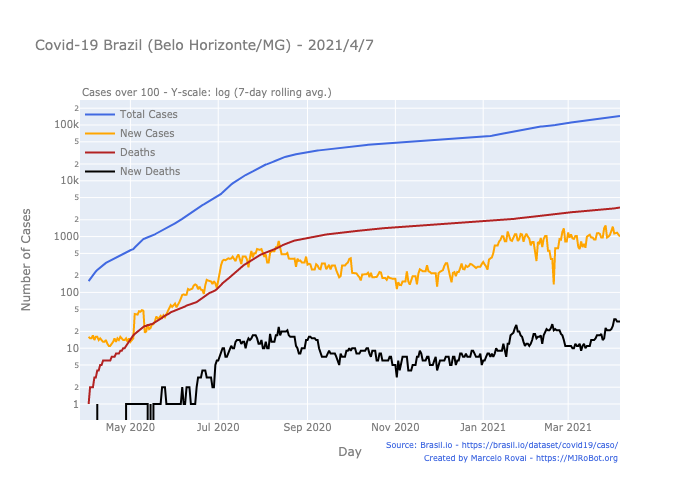 Covid-19 Brazil (Belo Horizonte/MG) - 2021/4/7
Cases over 100 - Y-scale: log (7-day rolling avg.)
Total Cases
New Cases
Deaths
New Deaths
Number of Cases
2
100k
5
2
10k
5
2
1000
5
2
100
5
2
10
5
2
1
May 2020
Jul 2020
Sep 2020
Nov 2020
Jan 2021
Mar 2021
Day
Source: Brasil.io - https://brasil.io/dataset/covid19/caso/
Created by Marcelo Rovai - https://MJRoBot.org